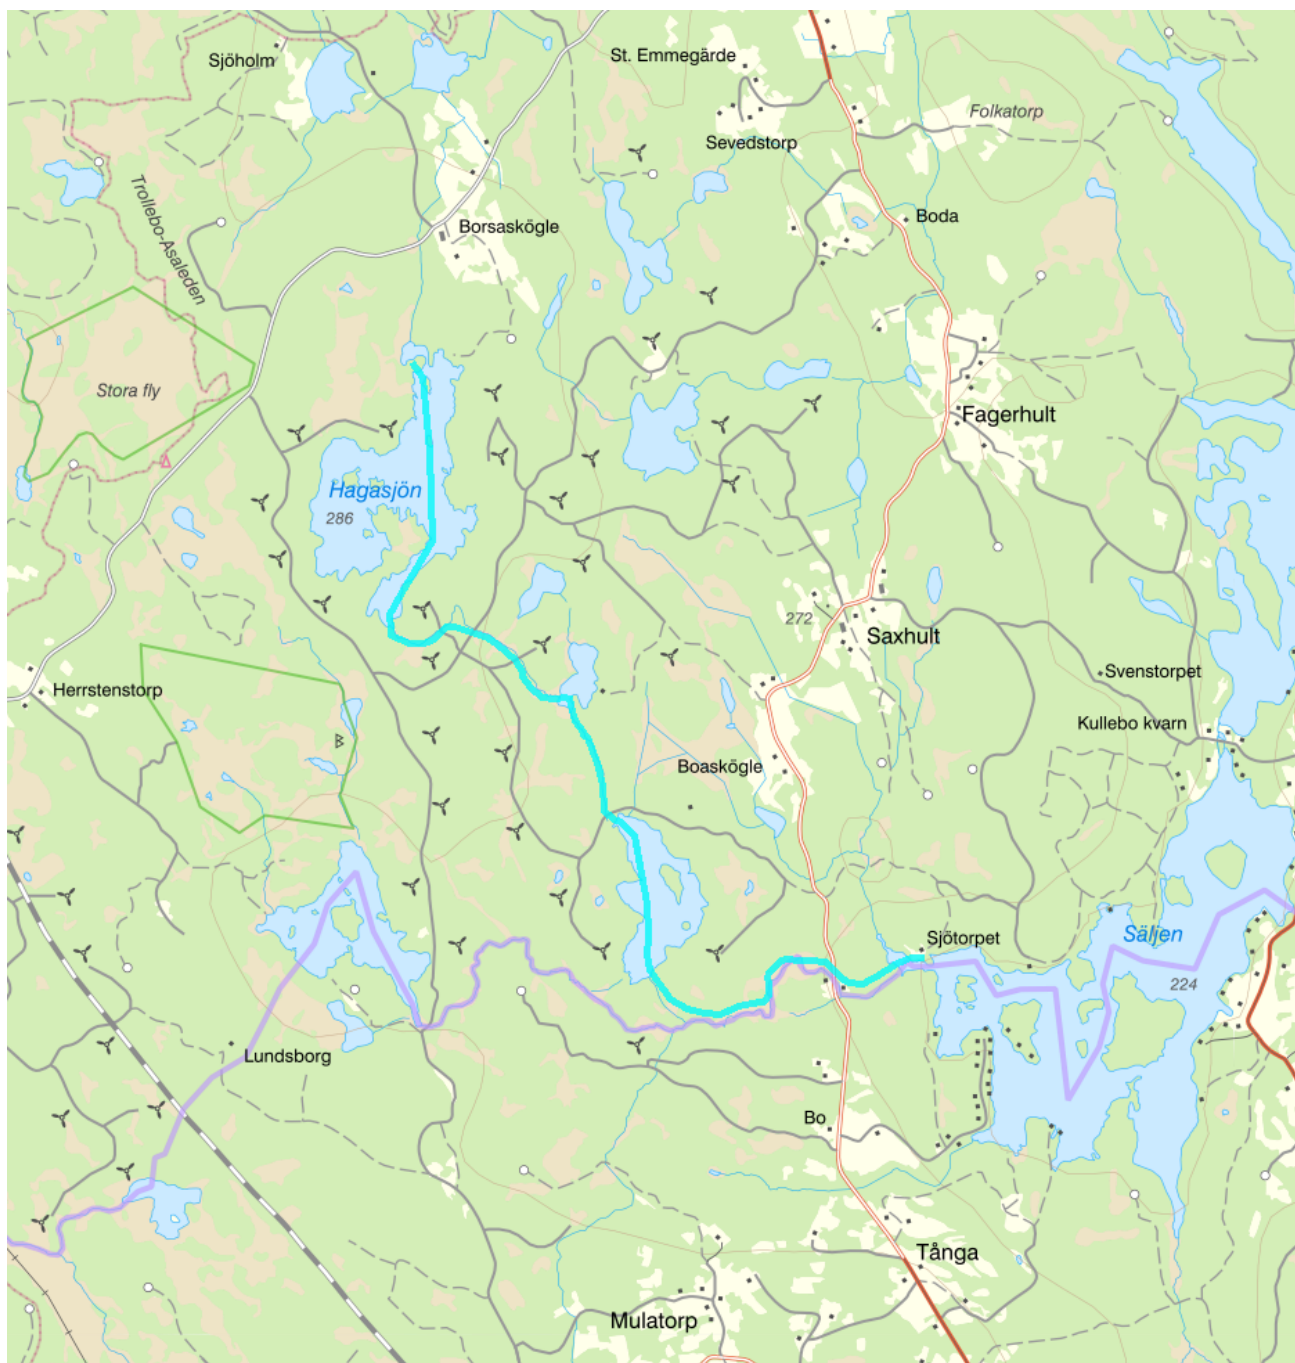 St. Emmegärde
Sjöholm
Folkatorp
Sevedstorp
Trollebo-Asaleden
Boda
Borsaskögle
Stora fly
Fagerhult
Hagasjön
286
272
Saxhult
Svenstorpet
Herrstenstorp
Kullebo kvarn
Boaskögle
Sjötorpet
Säljen
224
Lundsborg
Bo
Tånga
Mulatorp